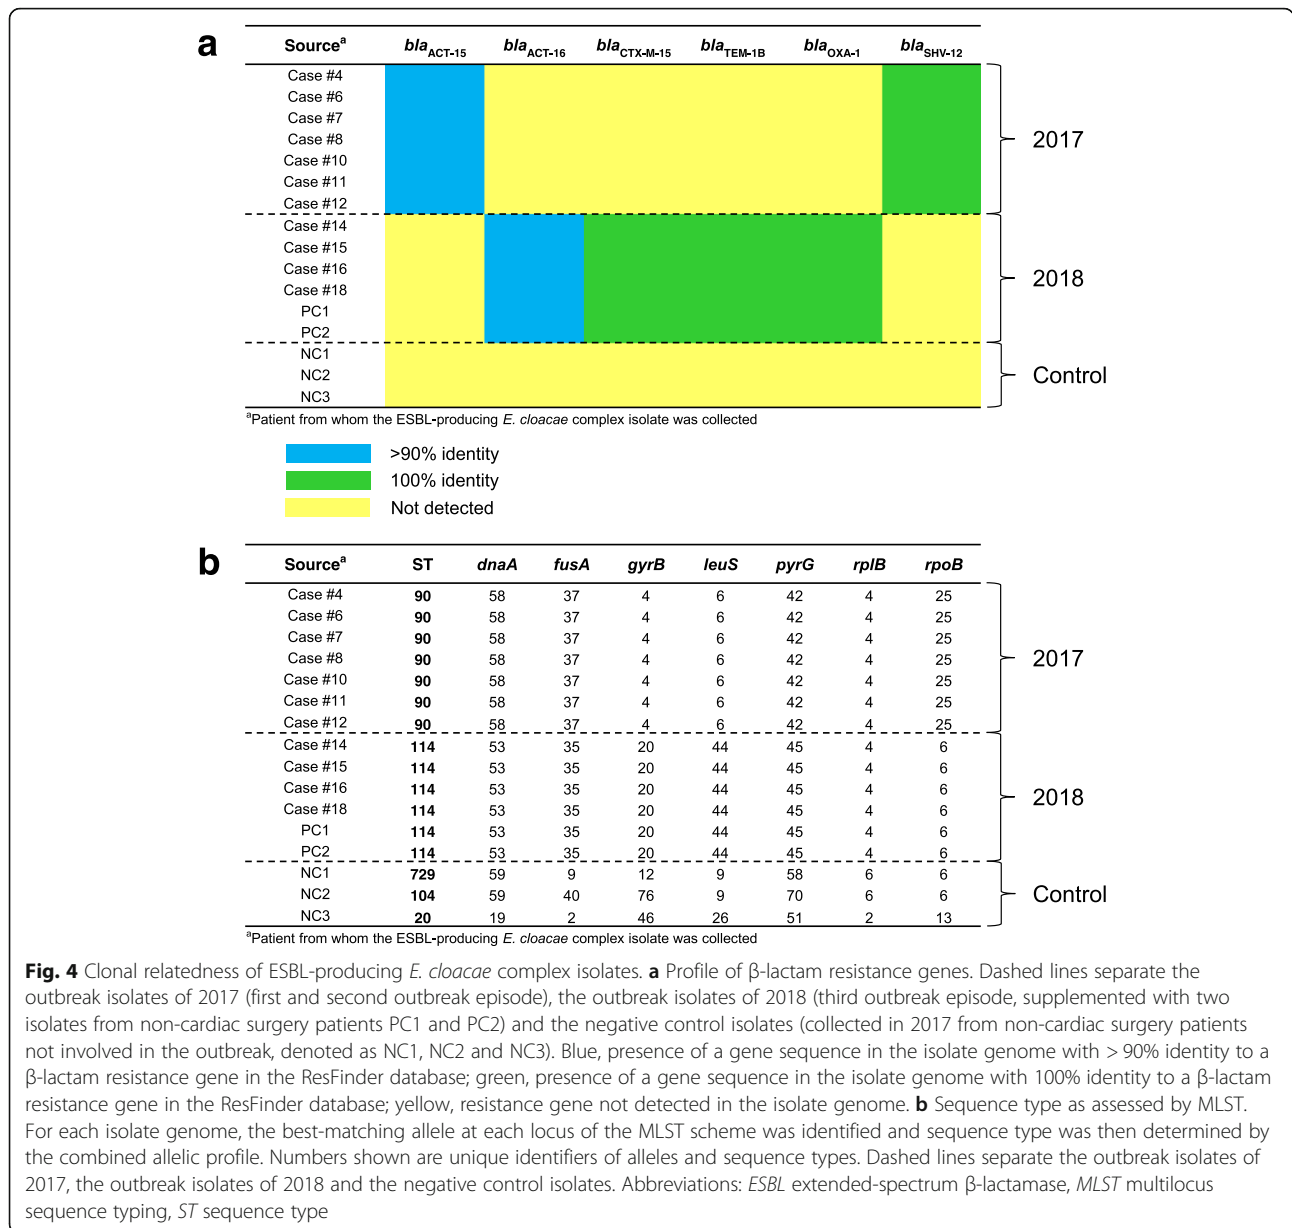 a
Sourceᵃ blaACT-15 blaACT-16 blaCTX-M-15 blaTEM-1B blaOXA-1 blaSHV-12
Case #4
Case #6
Case #7
Case #8
Case #10
Case #11
Case #12
2017
Case #14
Case #15
Case #16
Case #18
PC1
PC2
2018
NC1
NC2
NC3
Control
ᵃPatient from whom the ESBL-producing E. cloacae complex isolate was collected
>90% identity
100% identity
Not detected
b
Sourceᵃ ST dnaA fusA gyrB leuS pyrG rplB rpoB
Case #4 90 58 37 4 6 42 4 25
Case #6 90 58 37 4 6 42 4 25
Case #7 90 58 37 4 6 42 4 25
Case #8 90 58 37 4 6 42 4 25
Case #10 90 58 37 4 6 42 4 25
Case #11 90 58 37 4 6 42 4 25
Case #12 90 58 37 4 6 42 4 25
2017
Case #14 114 53 35 20 44 45 4 6
Case #15 114 53 35 20 44 45 4 6
Case #16 114 53 35 20 44 45 4 6
Case #18 114 53 35 20 44 45 4 6
PC1 114 53 35 20 44 45 4 6
PC2 114 53 35 20 44 45 4 6
2018
NC1 729 59 9 12 9 58 6 6
NC2 104 59 40 76 9 70 6 6
NC3 20 19 2 46 26 51 2 13
Control
ᵃPatient from whom the ESBL-producing E. cloacae complex isolate was collected
Fig. 4 Clonal relatedness of ESBL-producing E. cloacae complex isolates. a Profile of β-lactam resistance genes. Dashed lines separate the
outbreak isolates of 2017 (first and second outbreak episode), the outbreak isolates of 2018 (third outbreak episode, supplemented with two
isolates from non-cardiac surgery patients PC1 and PC2) and the negative control isolates (collected in 2017 from non-cardiac surgery patients
not involved in the outbreak, denoted as NC1, NC2 and NC3). Blue, presence of a gene sequence in the isolate genome with > 90% identity to a
β-lactam resistance gene in the ResFinder database; green, presence of a gene sequence in the isolate genome with 100% identity to a β-lactam
resistance gene in the ResFinder database; yellow, resistance gene not detected in the isolate genome. b Sequence type as assessed by MLST.
For each isolate genome, the best-matching allele at each locus of the MLST scheme was identified and sequence type was then determined by
the combined allelic profile. Numbers shown are unique identifiers of alleles and sequence types. Dashed lines separate the outbreak isolates of
2017, the outbreak isolates of 2018 and the negative control isolates. Abbreviations: ESBL extended-spectrum β-lactamase, MLST multilocus
sequence typing, ST sequence type